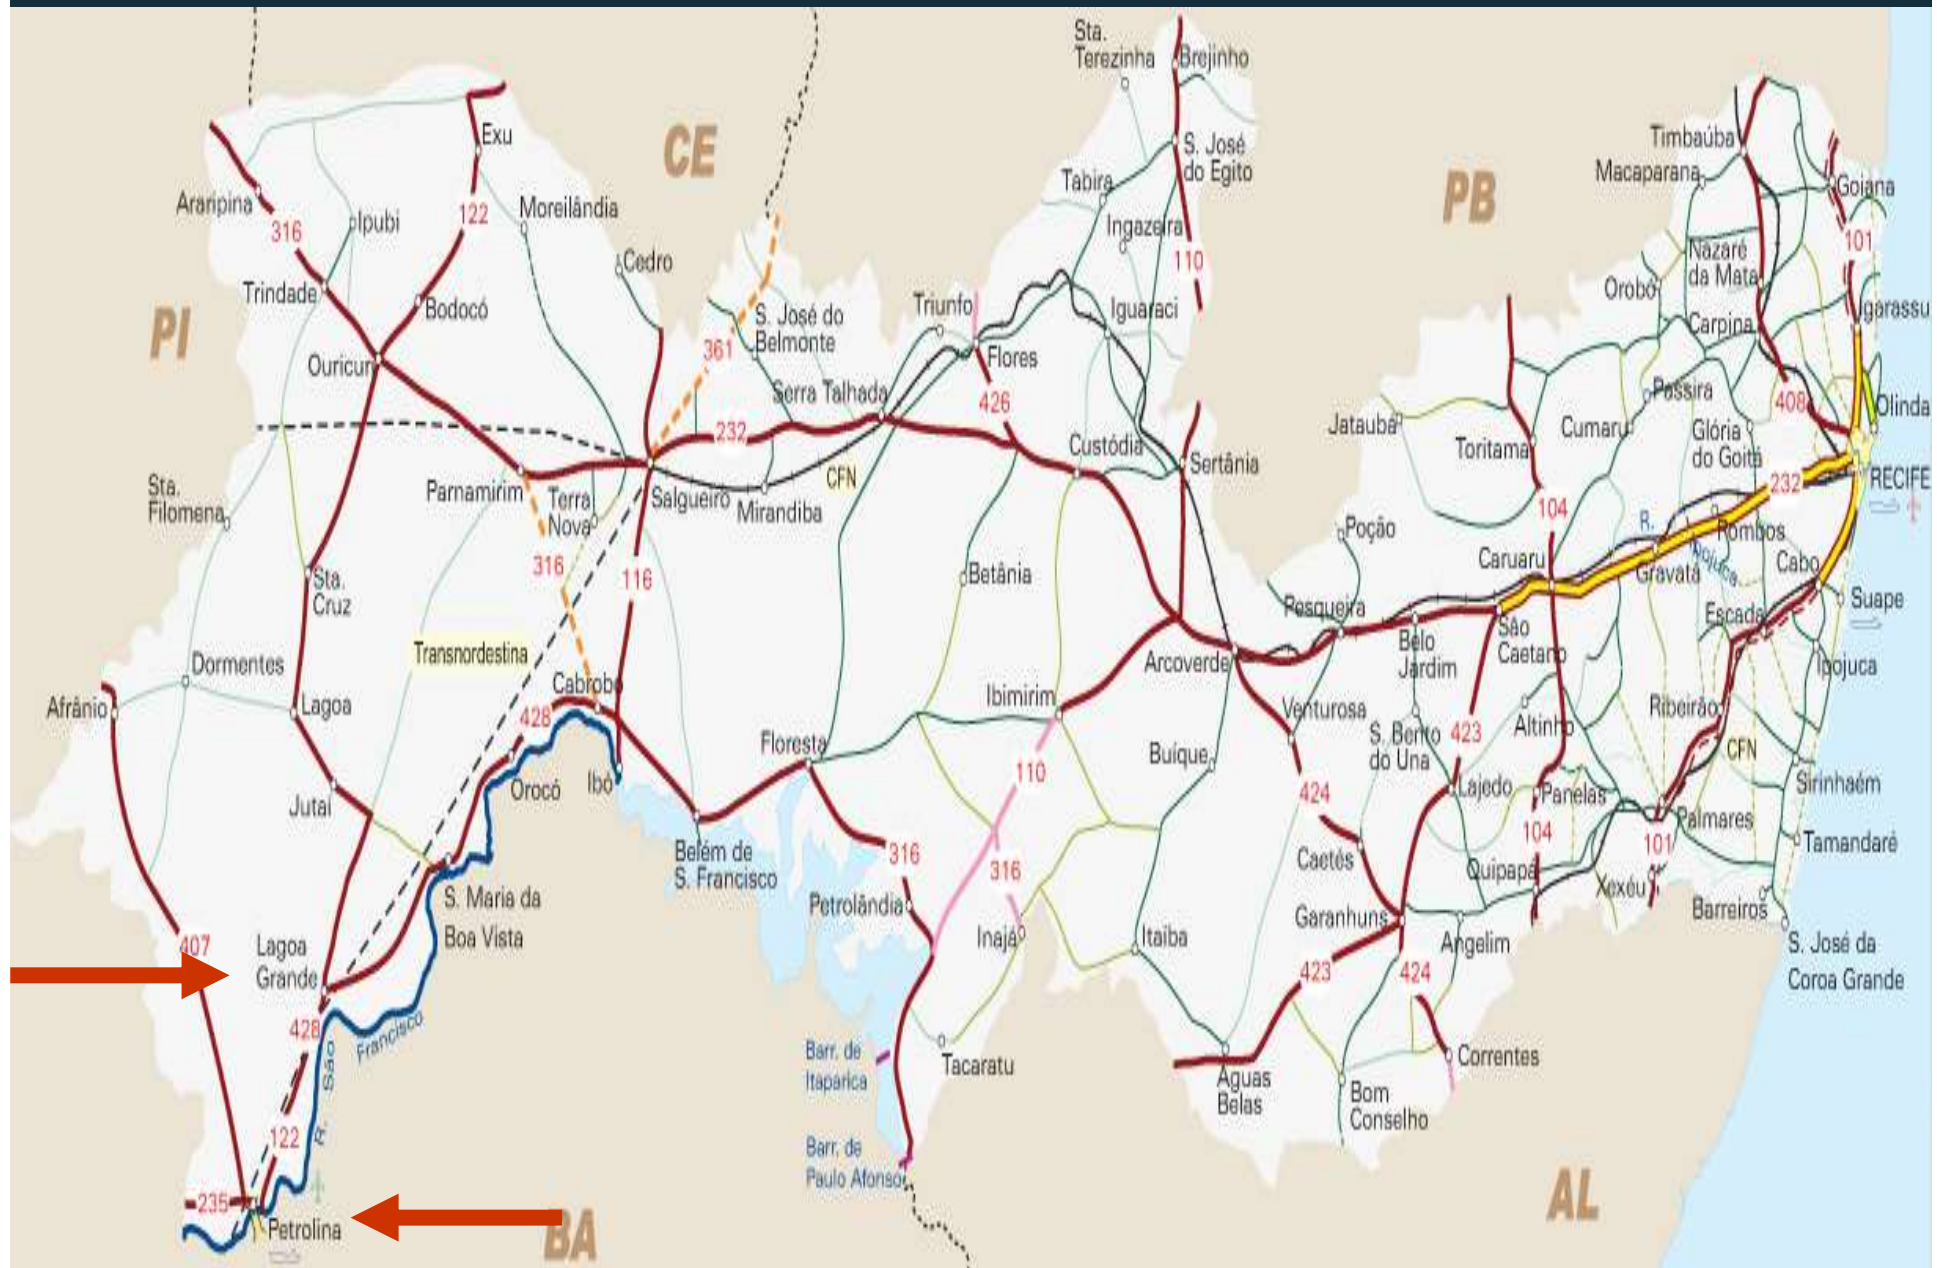 Sta.
Terezinha
Brejinho
Exu
CE
Timbaúba
S. José
do Egito
Macaparana
Goiana
Tabira
PB
Araripina
316
Ipubi
122
Moreilândia
Ingazeira
101
Nazaré
da Mata
110
Cedro
Orobó
Trindade
Bodocó
Triunfo
Iguaraci
Igarassu
PI
S. José do
Belmonte
Carpina
361
Flores
Ouricuri
Serra Talhada
426
Passira
408
Olinda
Jataubá
232
Toritama
Cumaru
Glória
do Goitá
Custódia
Sertânia
CFN
RECIFE
232
Sta.
Filomena
Parnamirim
Terra
Nova
Salgueiro
Mirandiba
104
R.
Ipojuca
Pombos
Poção
Caruaru
Cabo
316
116
Betânia
Gravatá
Sta.
Cruz
Pesqueira
Escada
Suape
Transnordestina
Belo
Jardim
São
Caetano
Dormentes
Arcoverde
Ipojuca
Cabrobó
Ibimirim
Afrânio
Lagoa
428
Venturosa
Altinho
Ribeirão
423
S. Bento
do Una
Floresta
Buíque
CFN
110
Orocó
Ibó
Sirinhaém
Jutaí
424
Lajedo
Panelas
Palmares
104
101
Tamandaré
Belém de
S. Francisco
316
316
Caetés
Quipapá
Xexéu
S. Maria da
Boa Vista
Petrolândia
Garanhuns
Barreiros
Inajá
Itaiba
Angelim
407
Lagoa
Grande
423
424
S. José da
Coroa Grande
428
R. São
Francisco
Barr. de
Itaparica
Tacaratu
Correntes
Aguas
Belas
Bom
Conselho
122
Barr. de
Paulo Afonso
235
Petrolina
BA
AL